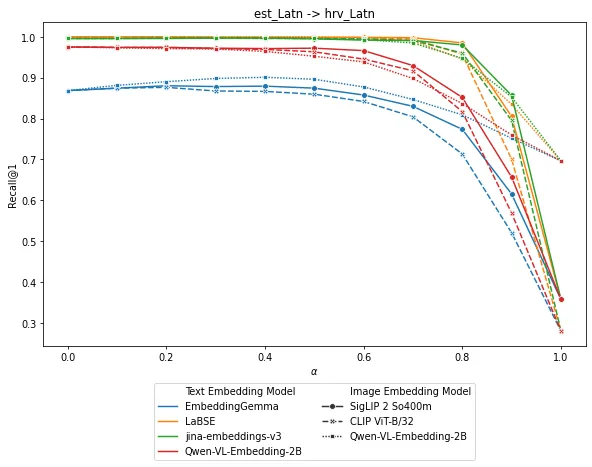 est_Latn -> hrv_Latn
Recall@1
1.0
0.9
0.8
0.7
0.6
0.5
0.4
0.3
0.0 0.2 0.4 0.6 0.8 1.0
α
Text Embedding Model Image Embedding Model
EmbeddingGemma SigLIP 2 So400m
LaBSE CLIP ViT-B/32
jina-embeddings-v3 Qwen-VL-Embedding-2B
Qwen-VL-Embedding-2B